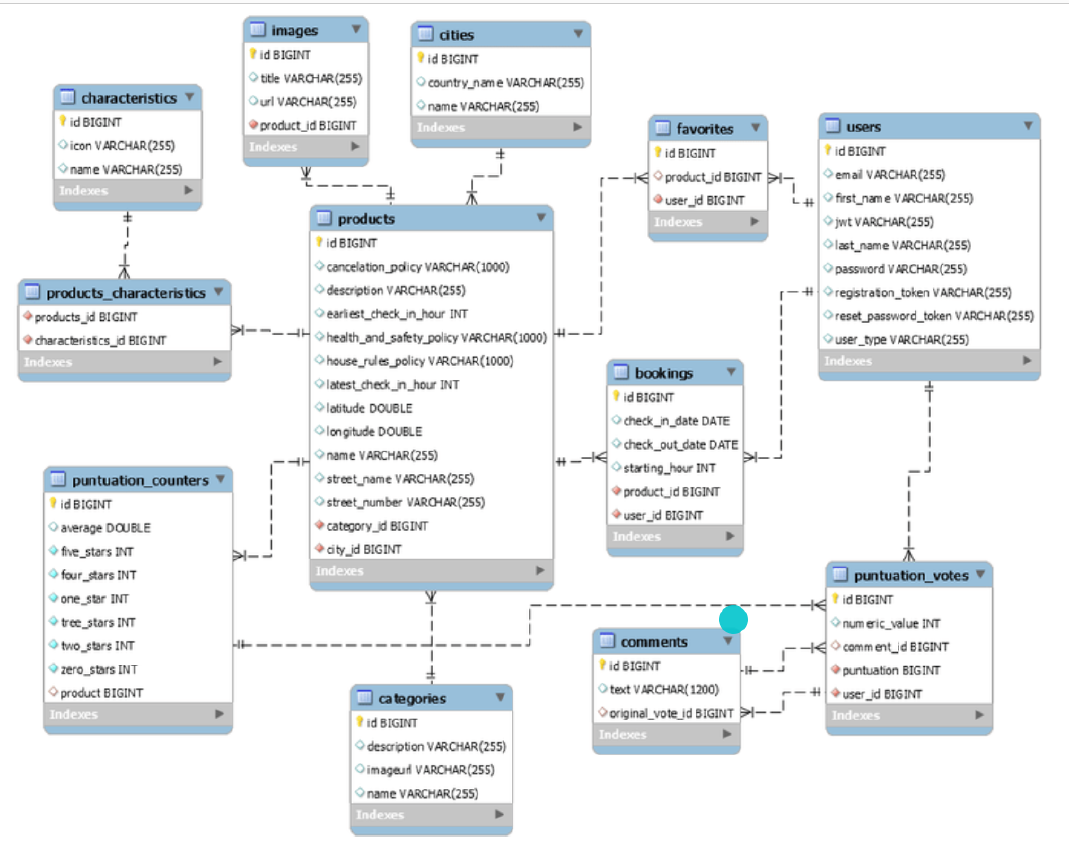 images
id BIGINT
title VARCHAR(255)
url VARCHAR(255)
product_id BIGINT
Indexes
cities
id BIGINT
country_name VARCHAR(255)
name VARCHAR(255)
Indexes
characteristics
id BIGINT
icon VARCHAR(255)
name VARCHAR(255)
Indexes
favorites
id BIGINT
product_id BIGINT
user_id BIGINT
Indexes
users
id BIGINT
email VARCHAR(255)
first_name VARCHAR(255)
jwt VARCHAR(255)
last_name VARCHAR(255)
password VARCHAR(255)
registration_token VARCHAR(255)
reset_password_token VARCHAR(255)
user_type VARCHAR(255)
Indexes
products
id BIGINT
cancelation_policy VARCHAR(1000)
description VARCHAR(255)
earliest_check_in_hour INT
health_and_safety_policy VARCHAR(1000)
house_rules_policy VARCHAR(1000)
latest_check_in_hour INT
latitude DOUBLE
longitude DOUBLE
name VARCHAR(255)
street_name VARCHAR(255)
street_number VARCHAR(255)
category_id BIGINT
city_id BIGINT
Indexes
products_characteristics
products_id BIGINT
characteristics_id BIGINT
Indexes
bookings
id BIGINT
check_in_date DATE
check_out_date DATE
starting_hour INT
product_id BIGINT
user_id BIGINT
Indexes
puntuation_counters
id BIGINT
average DOUBLE
five_stars INT
four_stars INT
one_star INT
tree_stars INT
two_stars INT
zero_stars INT
product BIGINT
Indexes
puntuation_votes
id BIGINT
numeric_value INT
comment_id BIGINT
puntuation BIGINT
user_id BIGINT
Indexes
comments
id BIGINT
text VARCHAR(1200)
original_vote_id BIGINT
Indexes
categories
id BIGINT
description VARCHAR(255)
imageurl VARCHAR(255)
name VARCHAR(255)
Indexes